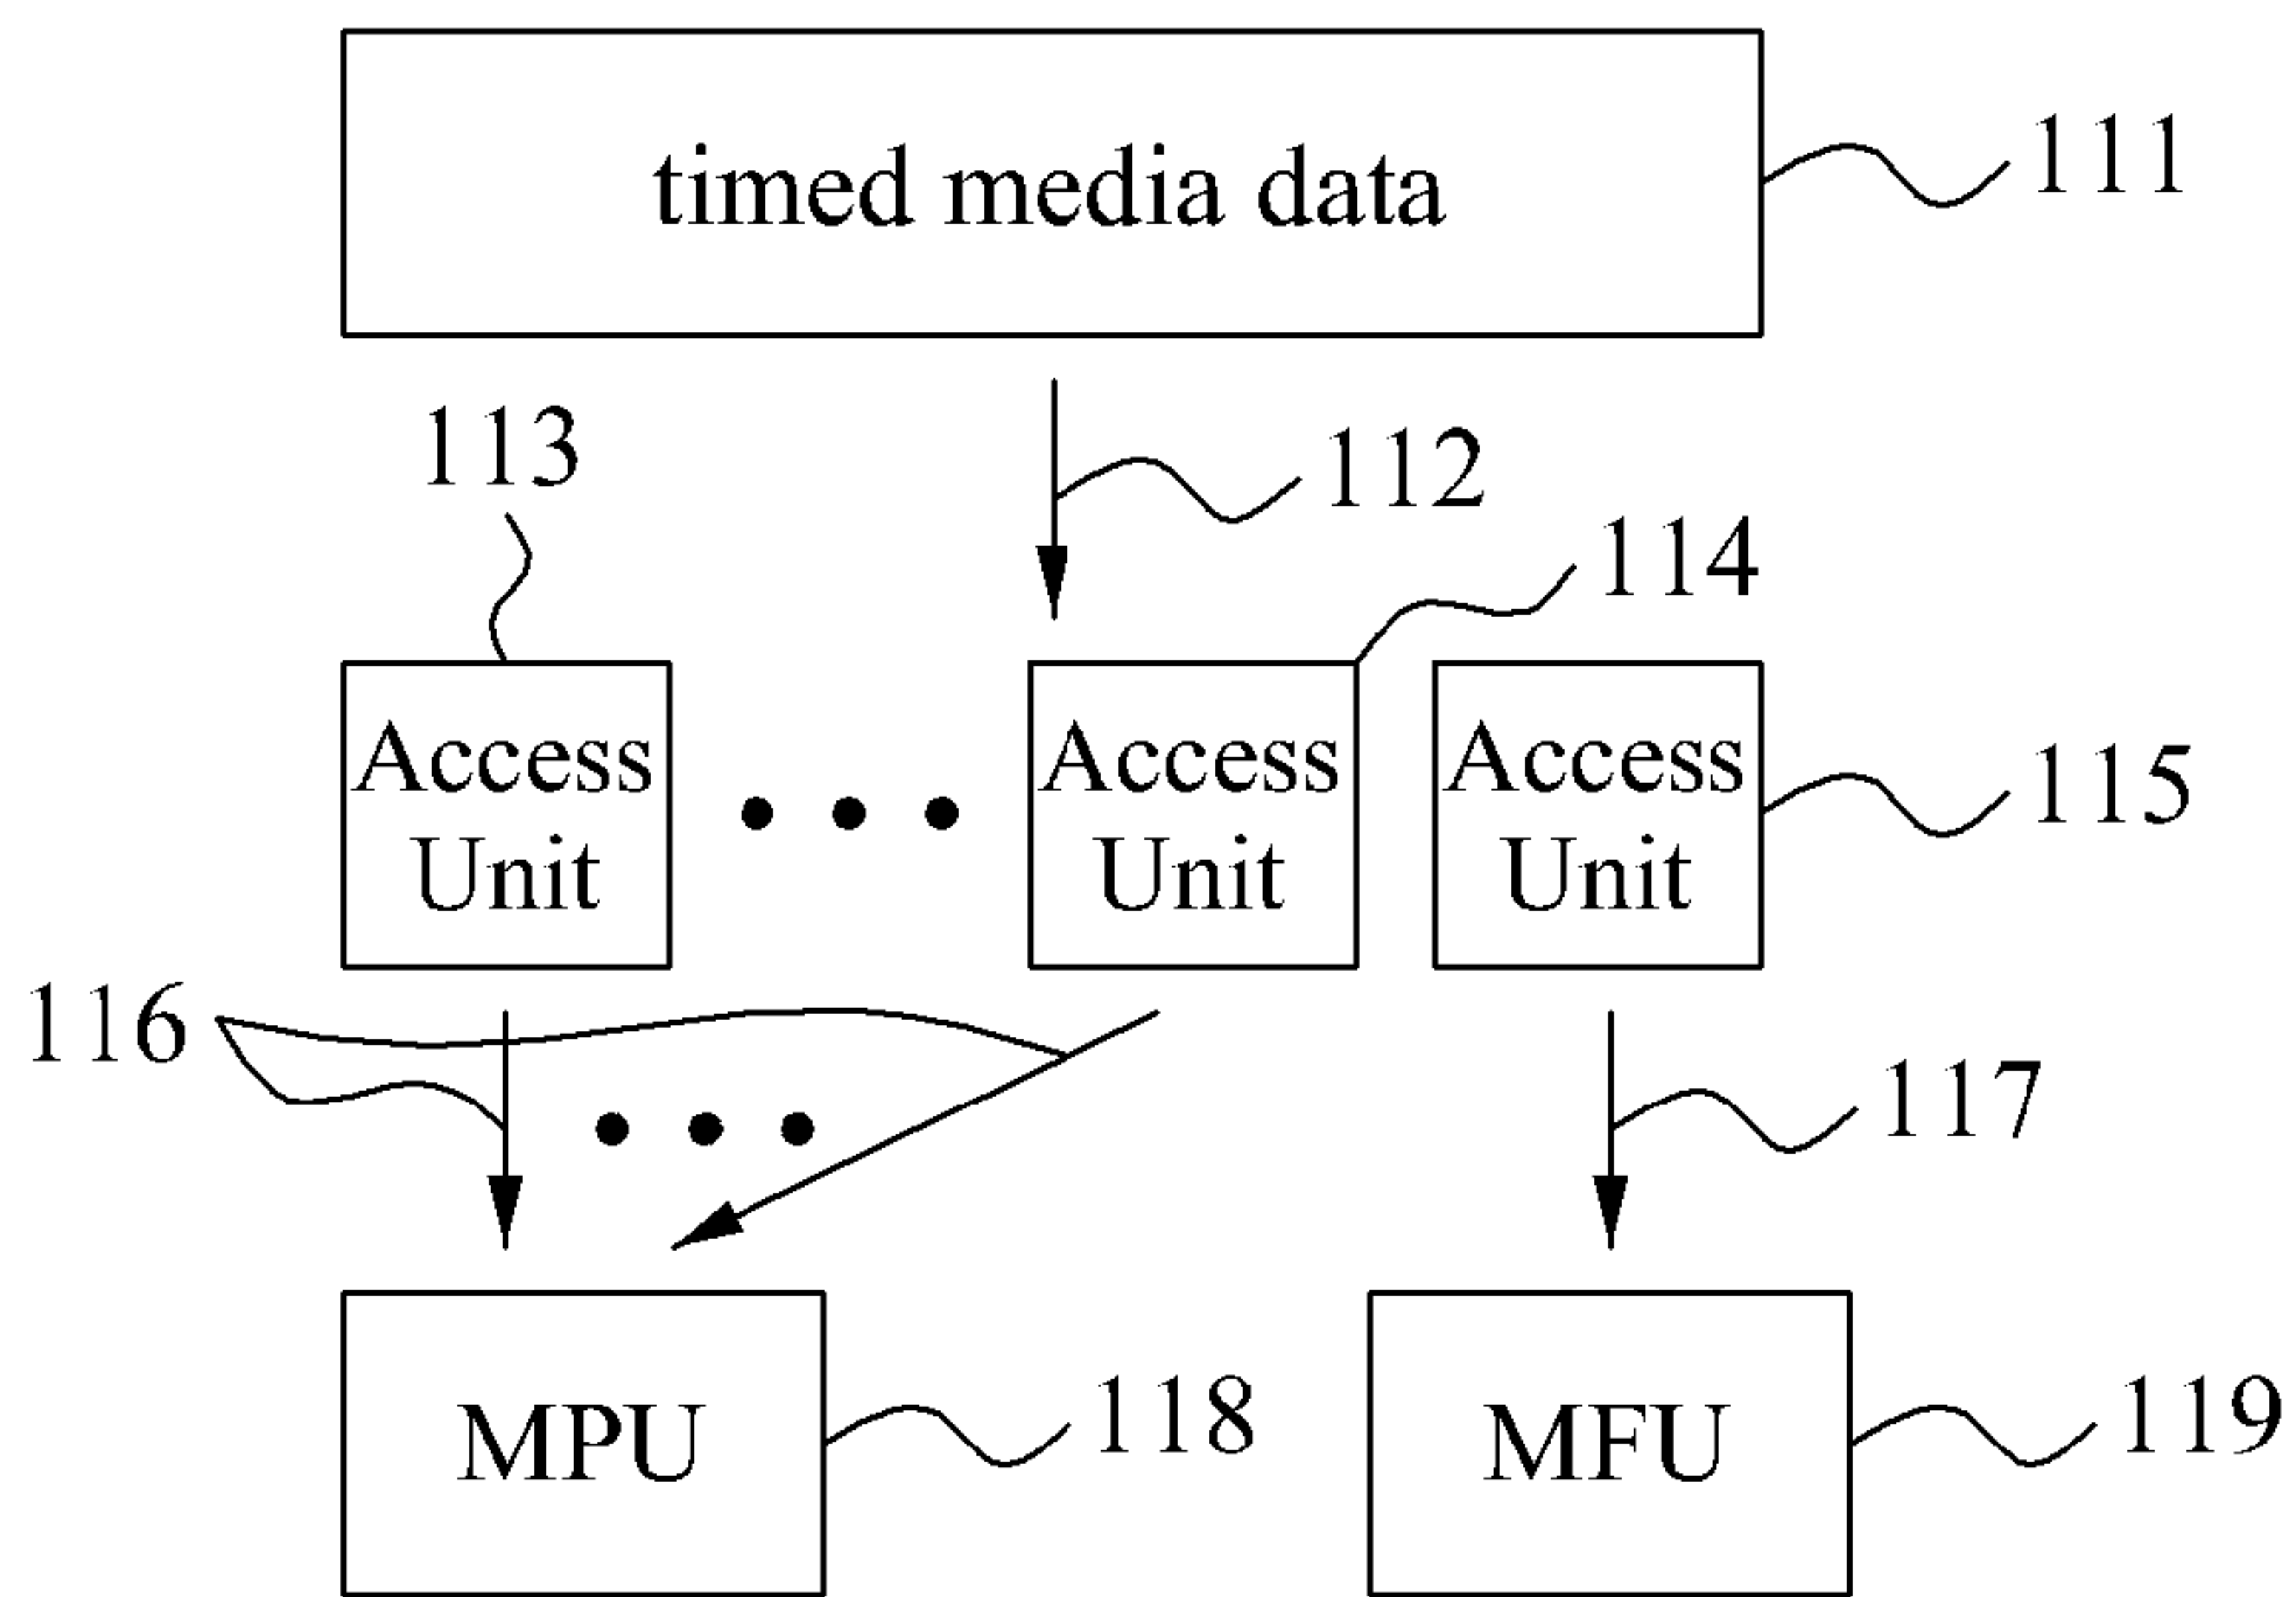 timed media data
111
113
112
114
Access
Unit
Access
Unit
Access
Unit
115
116
117
MPU
118
MFU
119